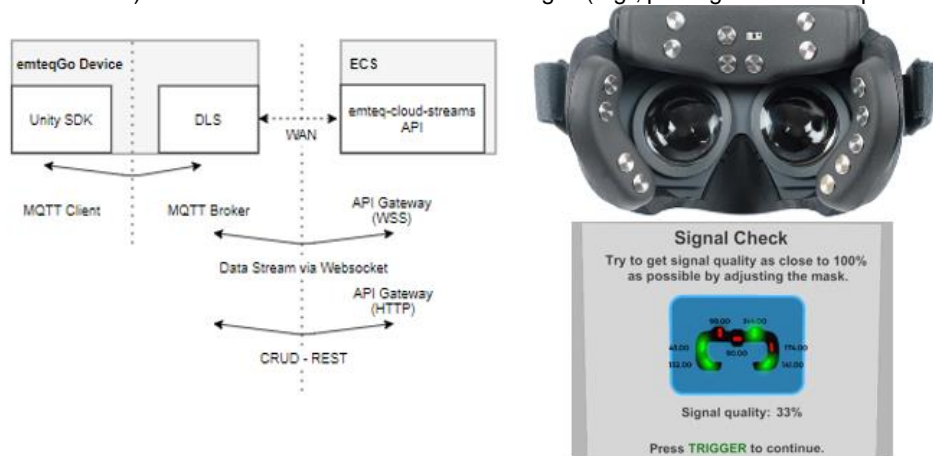 emteqGo Device
ECS
Unity SDK
DLS
emteq-cloud-streams
API
WAN
MQTT Client
MQTT Broker
API Gateway
(WSS)
Data Stream via Websocket
API Gateway
(HTTP)
CRUD - REST
Signal Check
Try to get signal quality as close to 100%
as possible by adjusting the mask.
90.00
Signal quality: 33%
Press TRIGGER to continue.